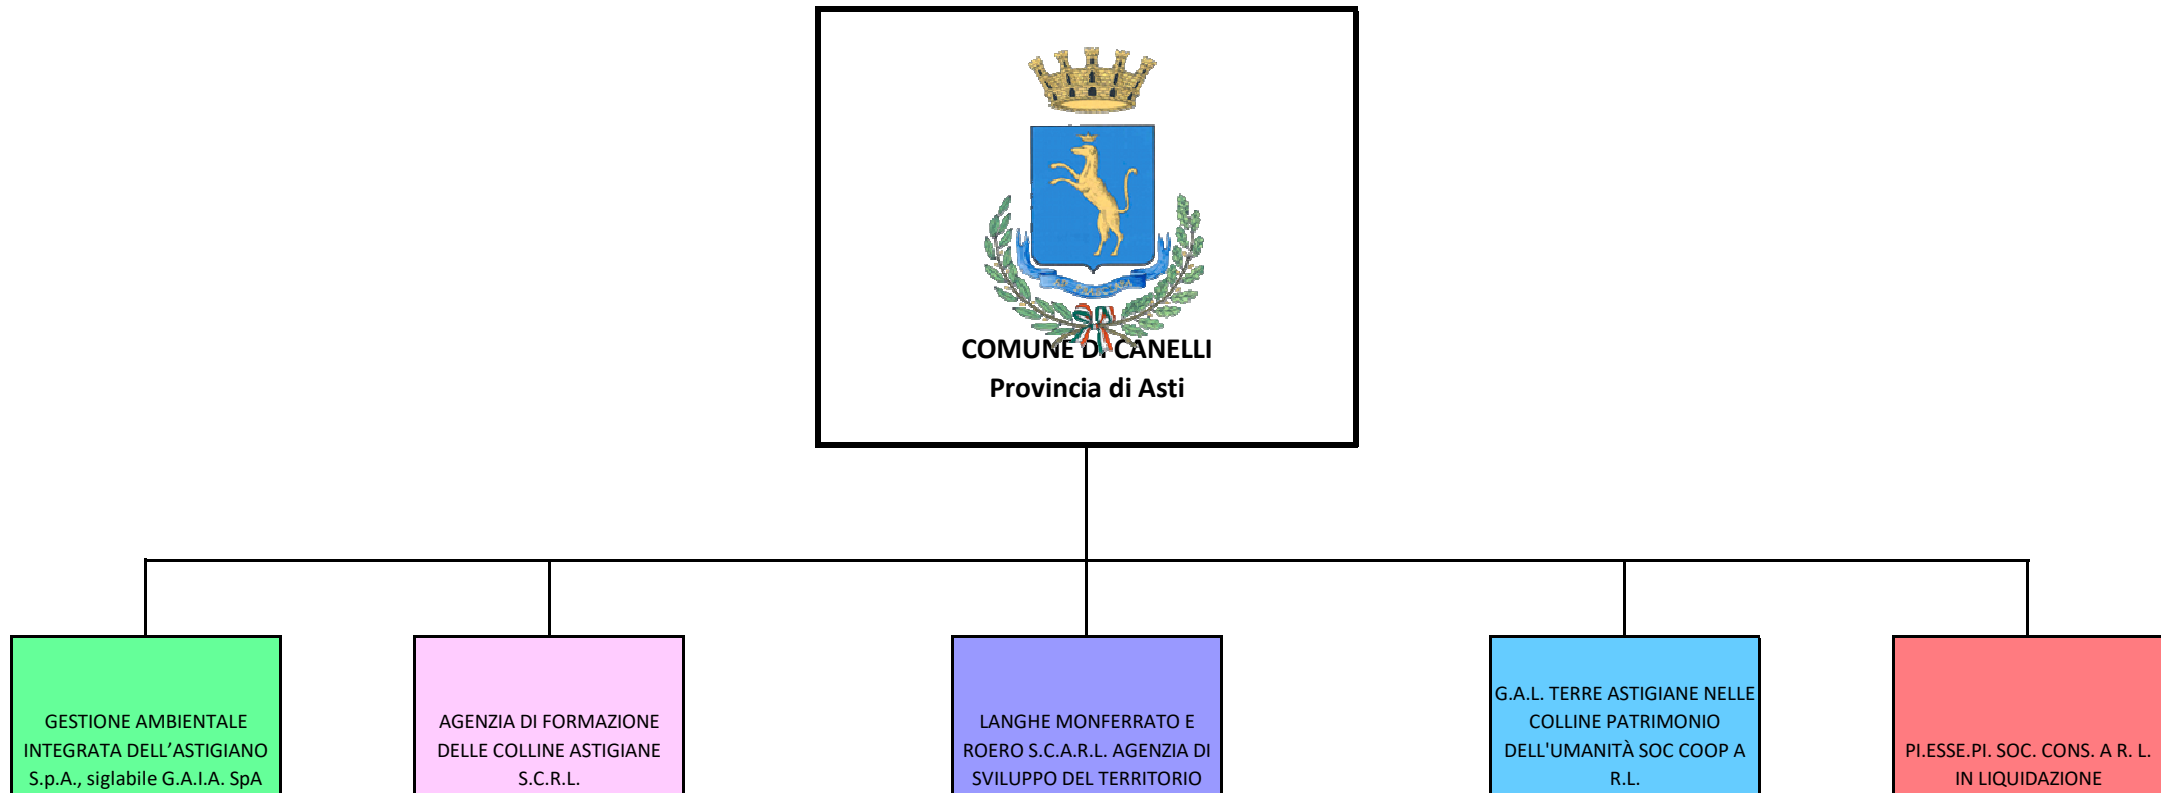 COMUNE DI CANELLI
Provincia di Asti
GESTIONE AMBIENTALE
INTEGRATA DELL’ASTIGIANO
S.p.A., siglabile G.A.I.A. SpA
AGENZIA DI FORMAZIONE
DELLE COLLINE ASTIGIANE
S.C.R.L.
LANGHE MONFERRATO E
ROERO S.C.A.R.L. AGENZIA DI
SVILUPPO DEL TERRITORIO
G.A.L. TERRE ASTIGIANE NELLE
COLLINE PATRIMONIO
DELL'UMANITÀ SOC COOP A
R.L.
PI.ESSE.PI. SOC. CONS. A R. L.
IN LIQUIDAZIONE